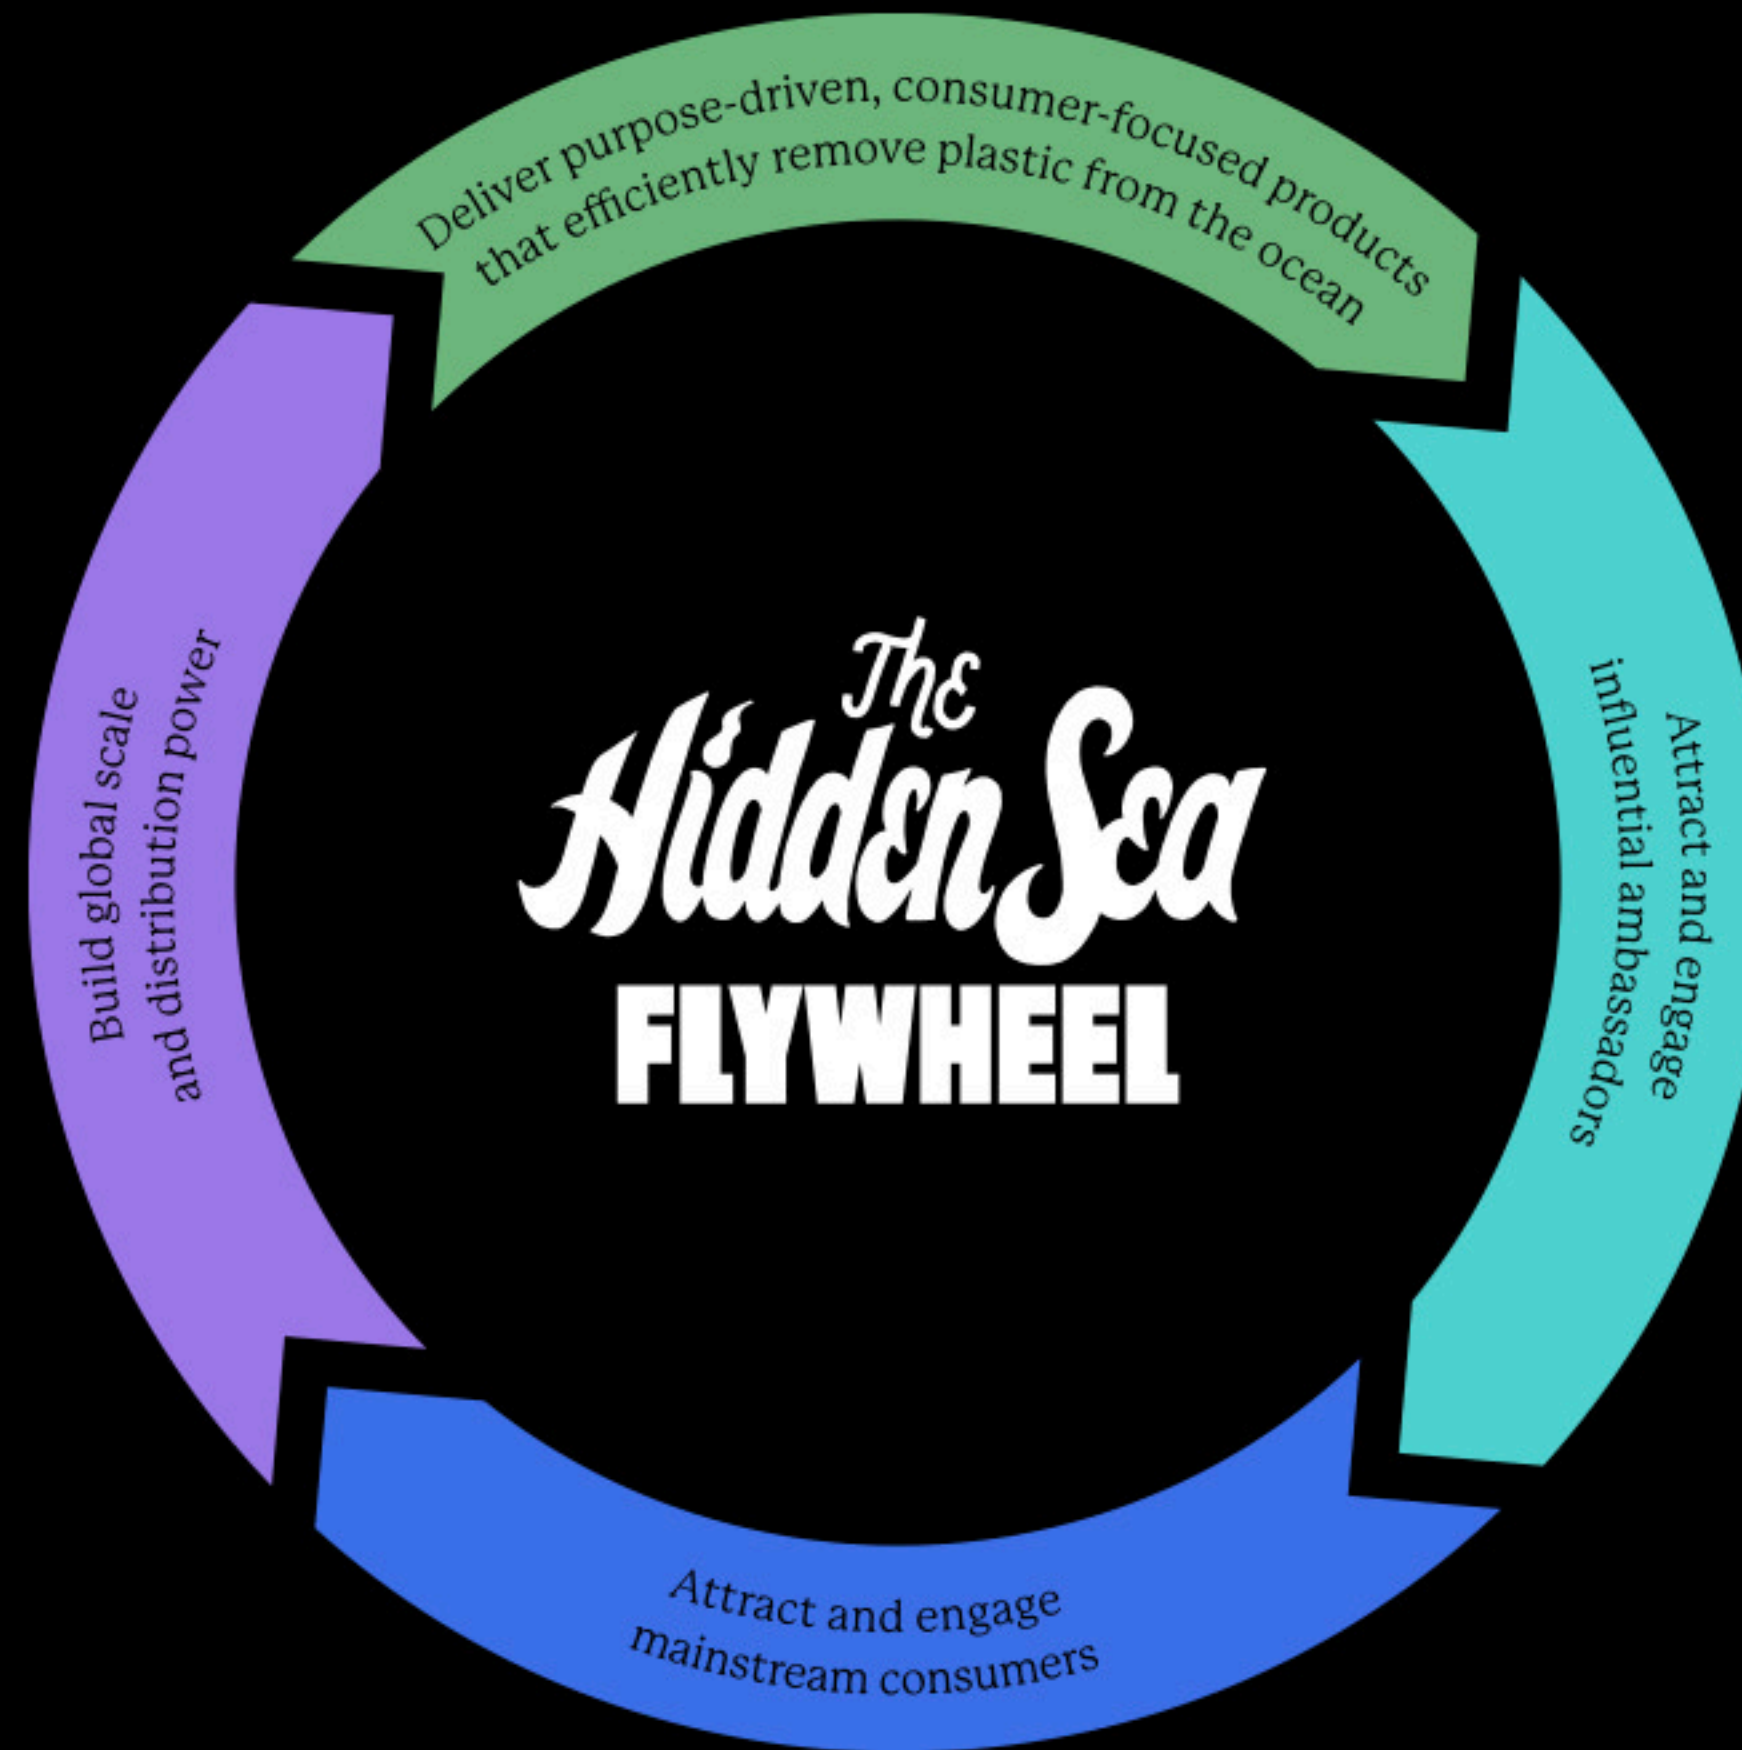 Deliver purpose-driven, consumer-focused products
that efficiently remove plastic from the ocean
Attract and engage
influential ambassadors
Attract and engage
mainstream consumers
Build global scale
and distribution power
The
Hidden Sea
FLYWHEEL